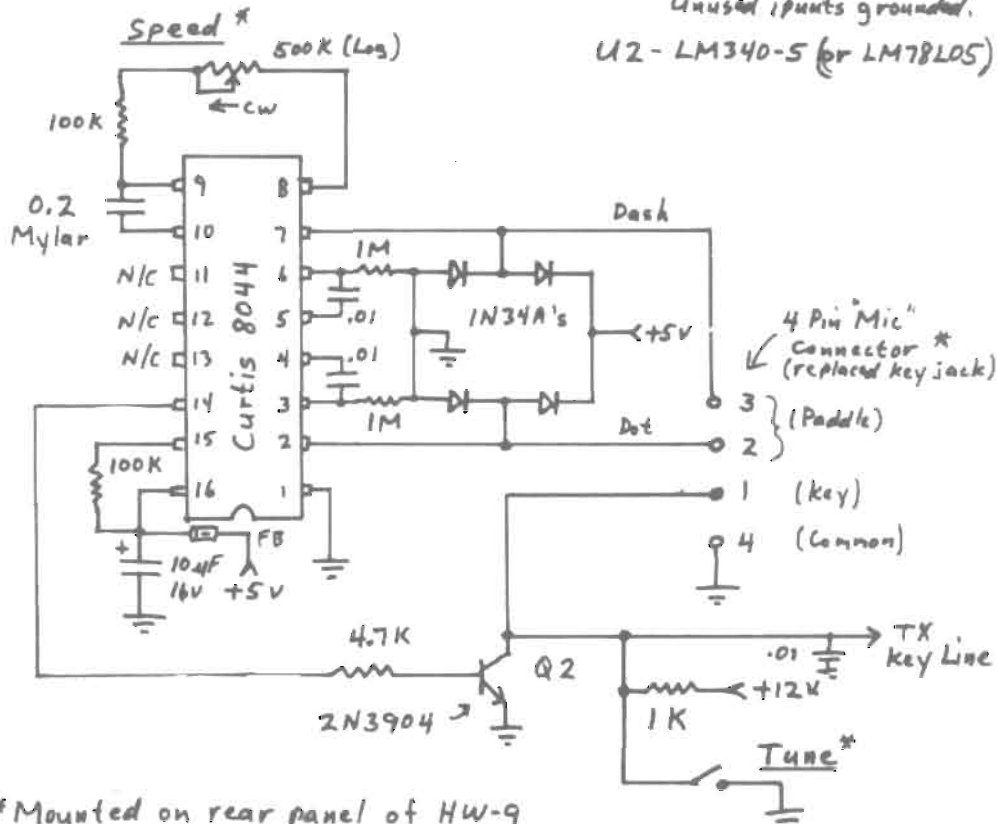 Unused ipunts grounded.
U2 - LM340-5 (or LM78L05)
Speed *
500K (Log)
← CW
100K
0.2
Mylar
9
10
N/C 11
N/C 12
N/C 13
14
15
16
8
7
6
5
4
3
2
1
Curtis 8044
Dash
1M
.01
1N34A's
+5v
.01
1M
Dot
4 Pin "Mic"
Connector *
(replaced key jack)
3
2
(Paddle)
1 (key)
4 (Common)
100K
FB
+
10µF
16v
+5v
4.7K
2N3904
Q2
TX
Key Line
.01
+12v
1K
Tune *
* Mounted on rear panel of HW-9